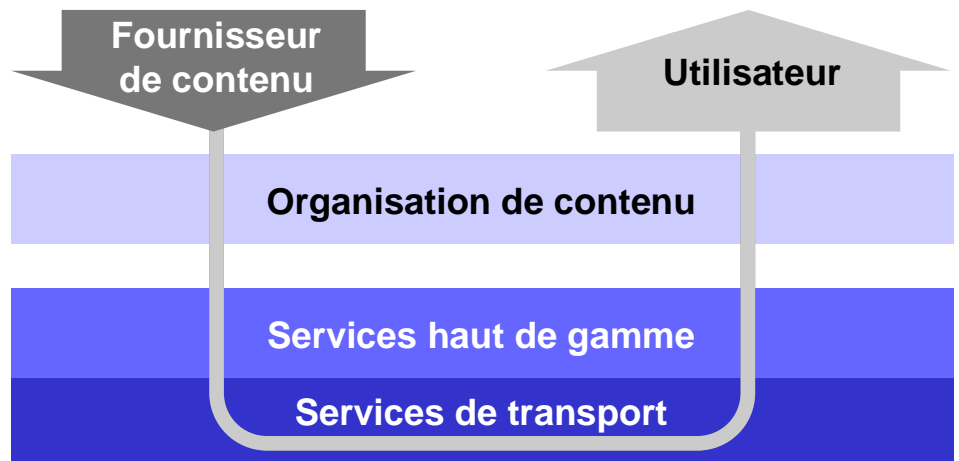 Fournisseur
de contenu
Utilisateur
Organisation de contenu
Services haut de gamme
Services de transport